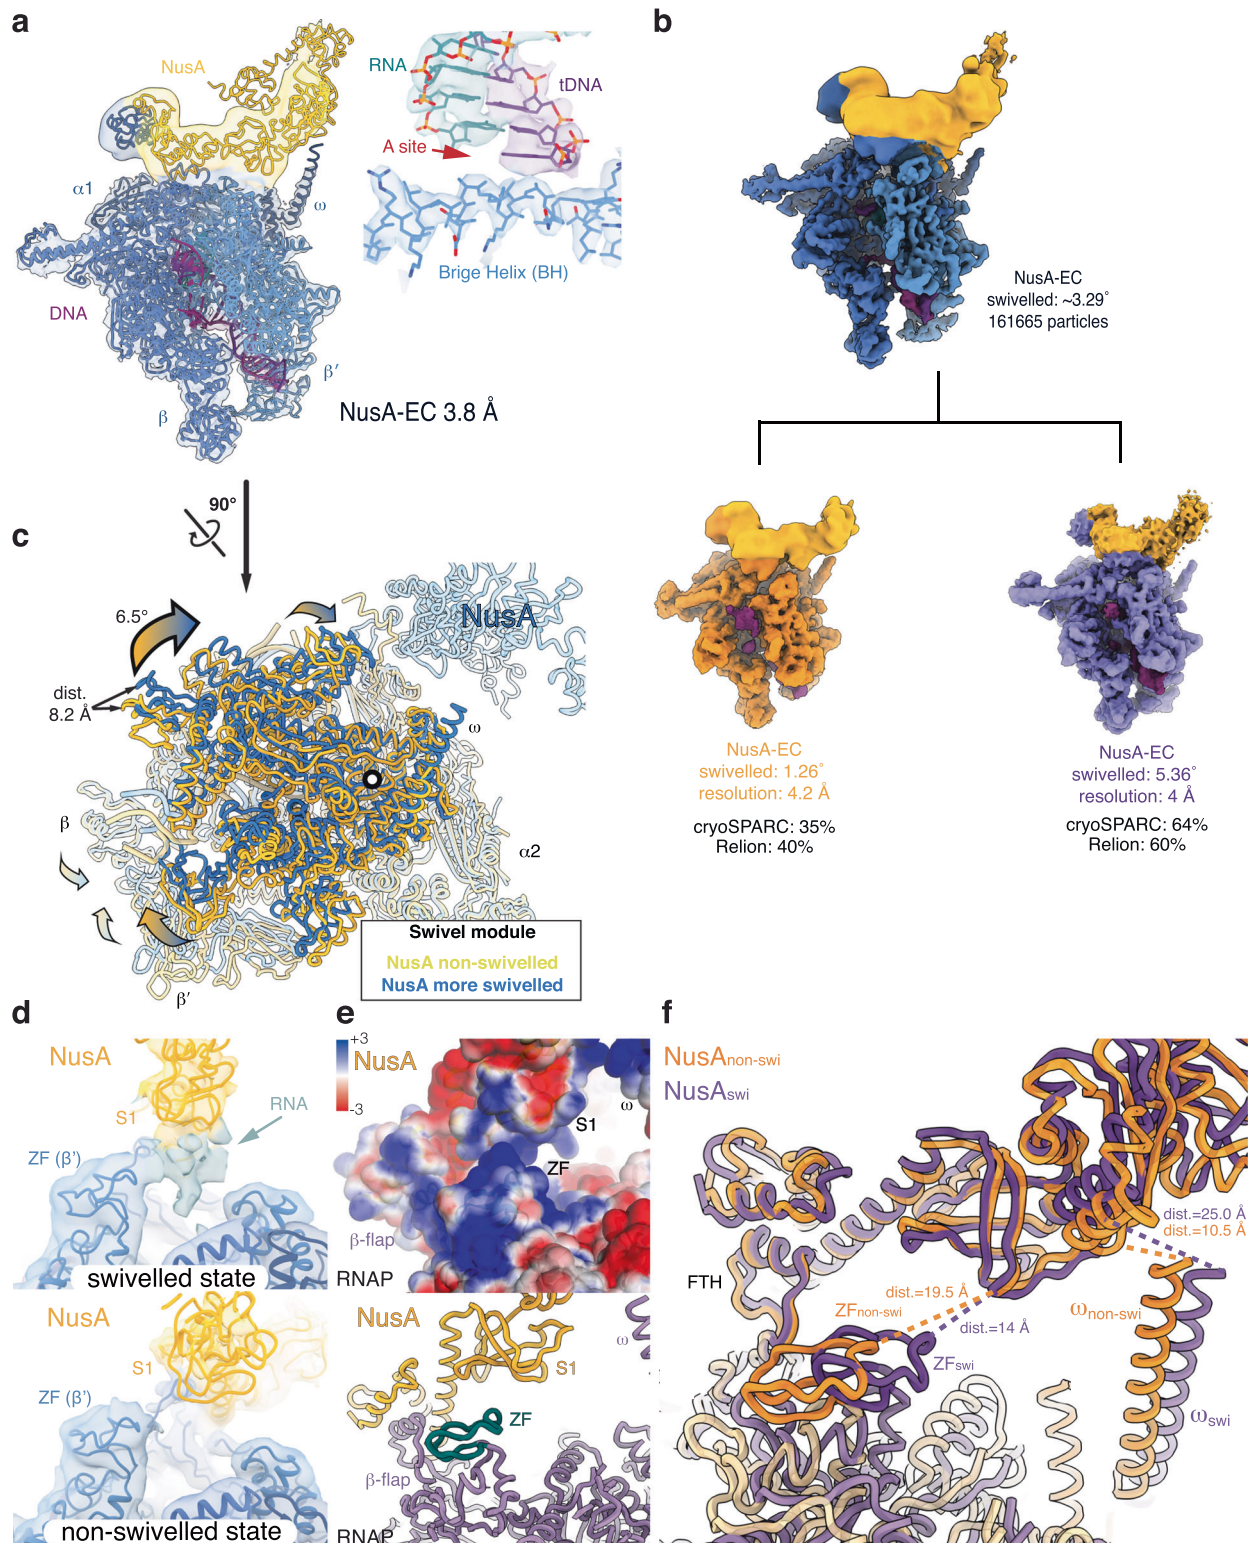 a
NusA
α1
ω
DNA
β′
β
NusA-EC 3.8 Å
RNA
tDNA
A site
Brige Helix (BH)
b
NusA-EC
swivelled: ~3.29°
161665 particles
NusA-EC
swivelled: 1.26°
resolution: 4.2 Å
cryoSPARC: 35%
Relion: 40%
NusA-EC
swivelled: 5.36°
resolution: 4 Å
cryoSPARC: 64%
Relion: 60%
90°
c
6.5°
NusA
dist.
8.2 Å
ω
β
α2
β′
Swivel module
NusA non-swivelled
NusA more swivelled
d
NusA
S1
RNA
ZF (β′)
swivelled state
NusA
S1
ZF (β′)
non-swivelled state
e
+3
-3
NusA
ω
S1
ZF
β-flap
RNAP
NusA
ω
S1
ZF
β-flap
RNAP
f
NusAnon-swi
NusAswi
dist.=25.0 Å
dist.=10.5 Å
FTH
dist.=19.5 Å
ZFnon-swi
dist.=14 Å
ωnon-swi
ZFswi
ωswi